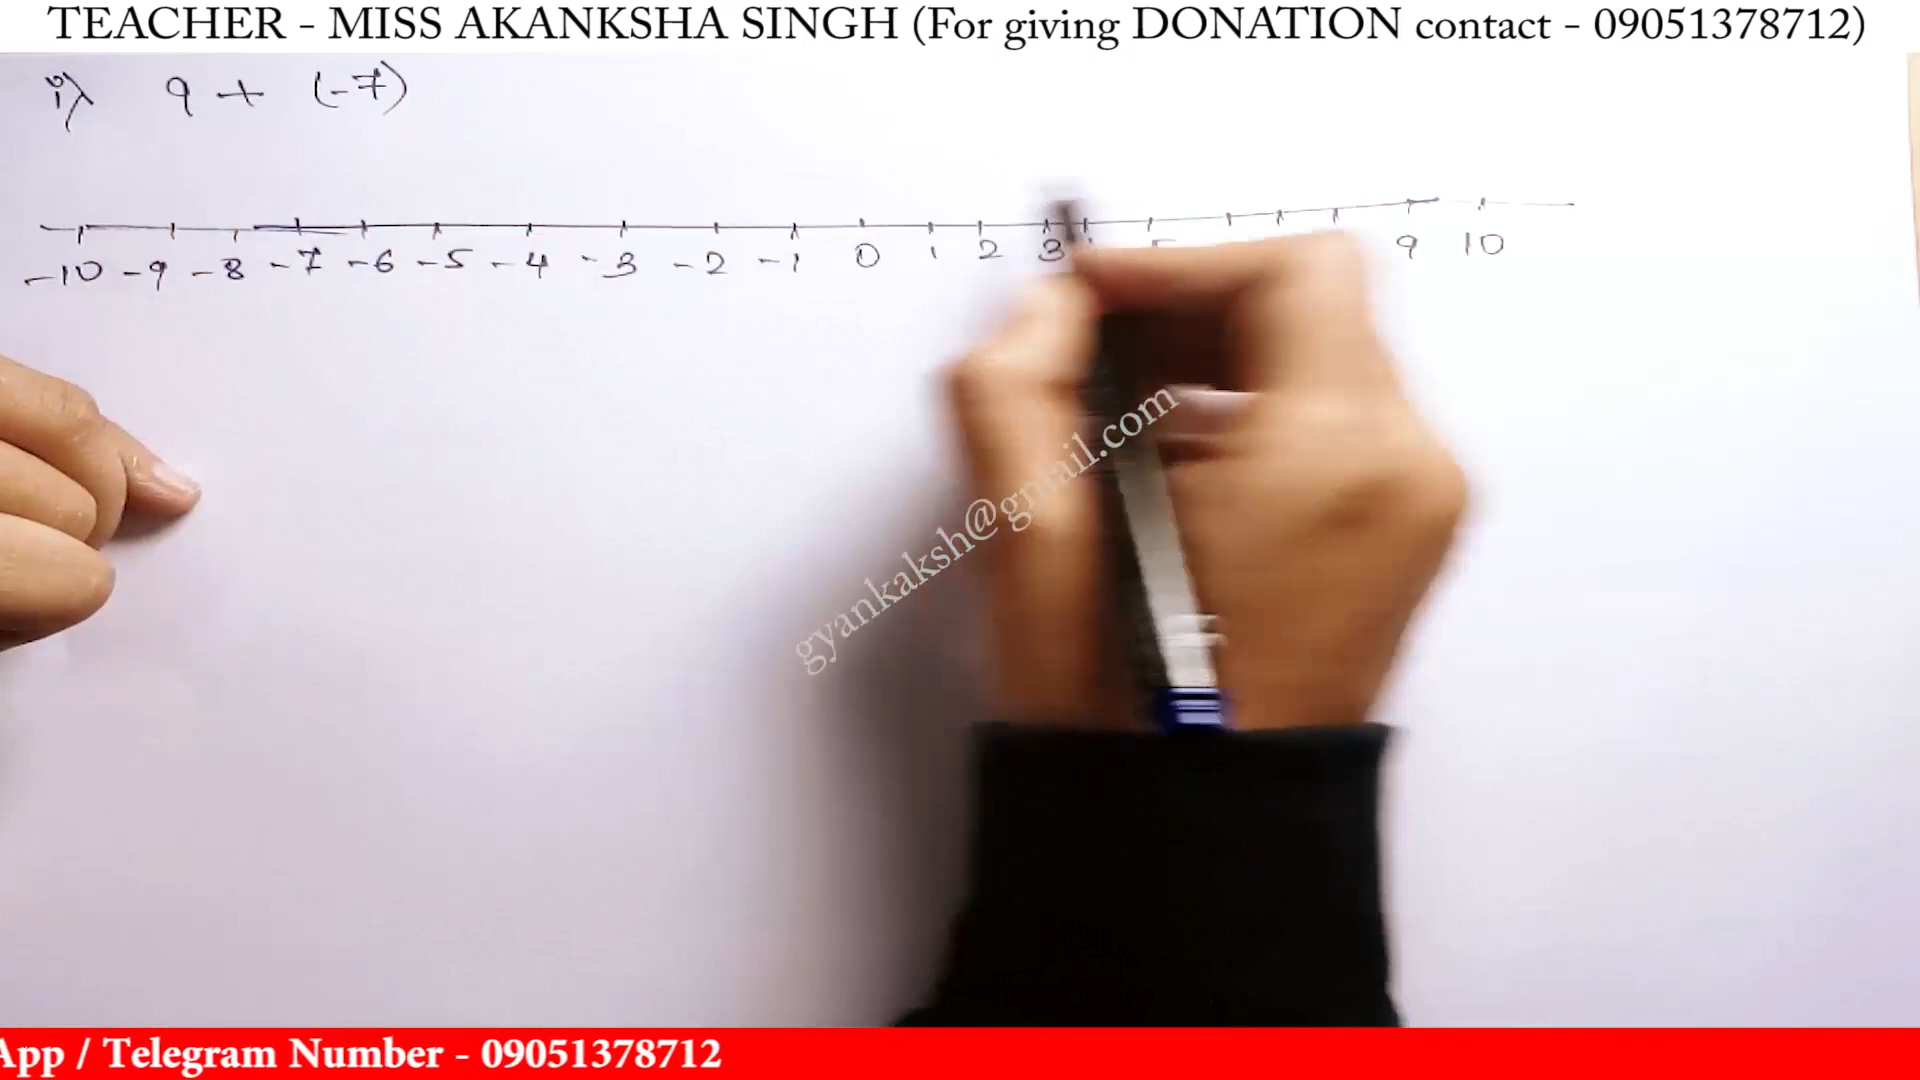 TEACHER - MISS AKANKSHA SINGH (For giving DONATION contact - 09051378712)
i) 9 + (-7)
-10 -9 -8 -7 -6 -5 -4 -3 -2 -1 0 1 2 3 9 10
gyankaksh@gmail.com
App / Telegram Number - 09051378712